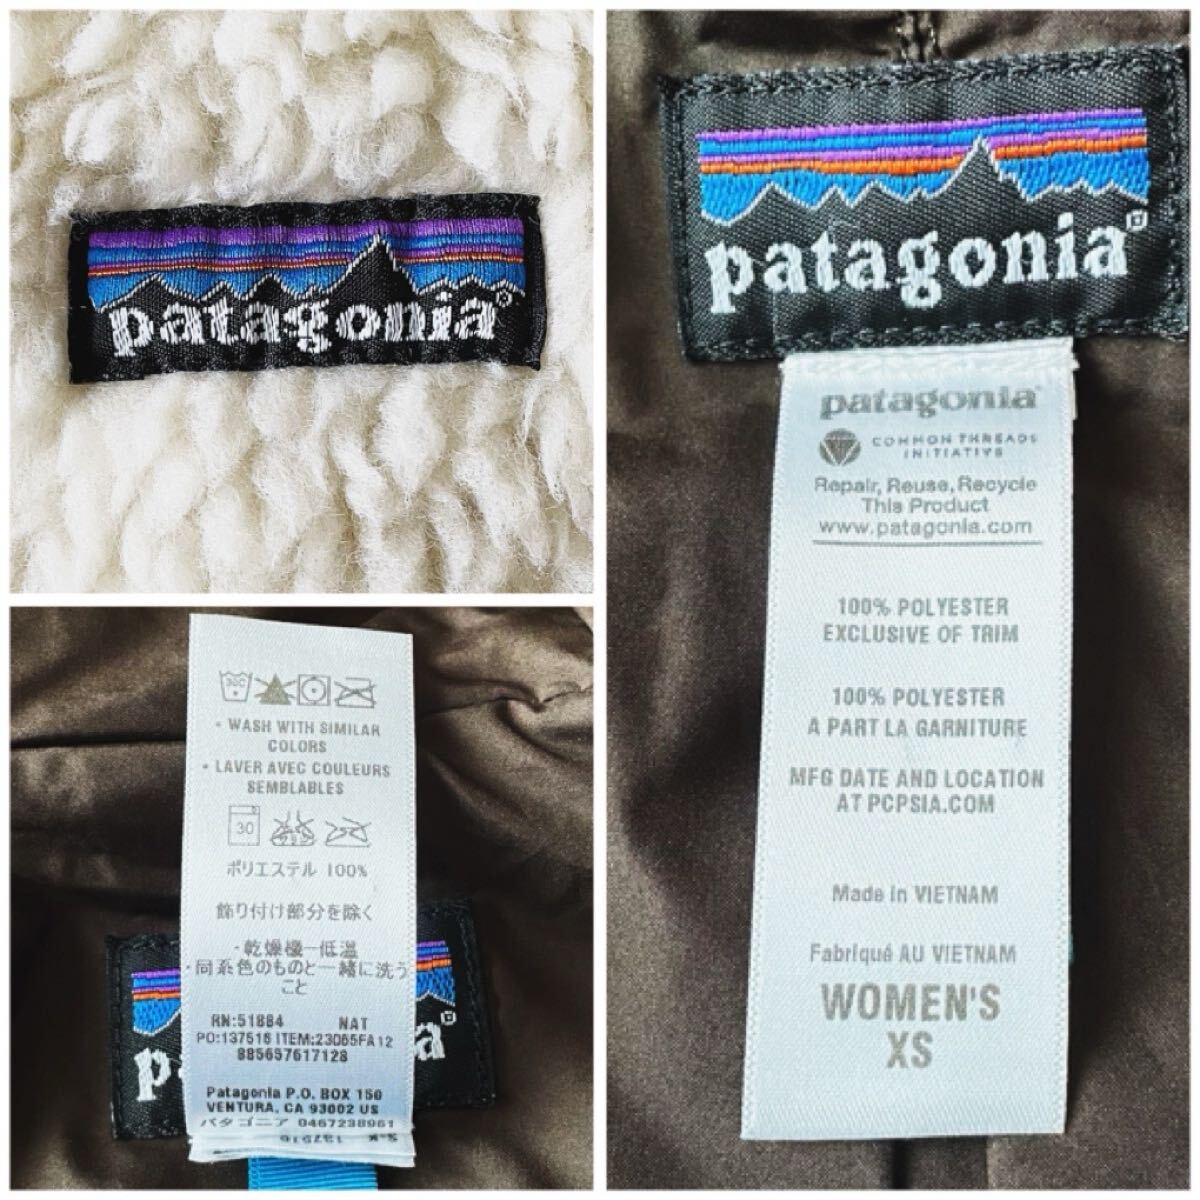 patagonia®
patagonia
patagonia
COMMON THREADS
INITIATIVE
Repair, Reuse, Recycle
This Product
www.patagonia.com
100% POLYESTER
EXCLUSIVE OF TRIM
100% POLYESTER
A PART LA GARNITURE
MFG DATE AND LOCATION
AT PCPSIA.COM
Made in VIETNAM
Fabriqué AU VIETNAM
WOMEN'S
XS
30C
• WASH WITH SIMILAR
COLORS
• LAVER AVEC COULEURS
SEMBLABLES
30
ポリエステル 100%
飾り付け部分を除く
・乾燥機一低温
・同系色のものと一緒に洗う
こと
RN:51884 NAT
PO:137516 ITEM:23065FA12
885657617128
Patagonia P.O. BOX 150
VENTURA, CA 93002 US
パタゴニア 0467238961